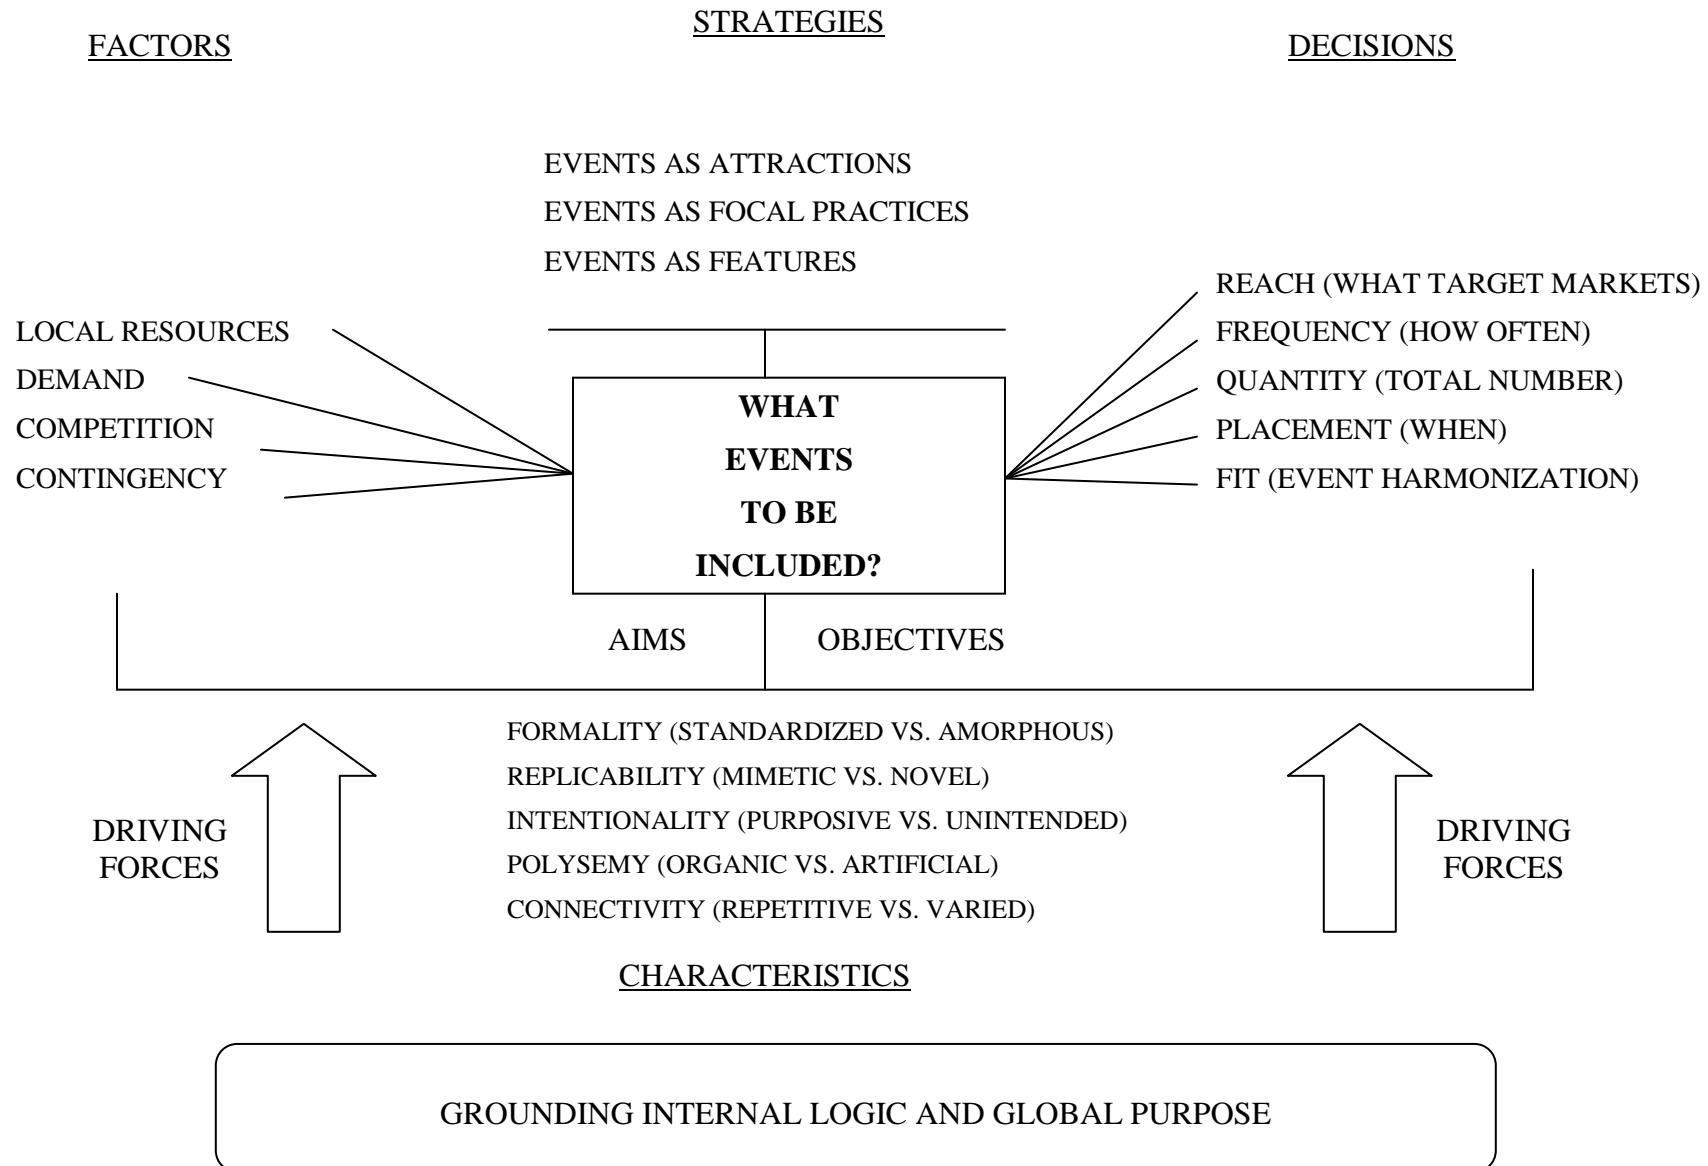 STRATEGIES
FACTORS
DECISIONS
EVENTS AS ATTRACTIONS
EVENTS AS FOCAL PRACTICES
EVENTS AS FEATURES
LOCAL RESOURCES
DEMAND
COMPETITION
CONTINGENCY
WHAT
EVENTS
TO BE
INCLUDED?
REACH (WHAT TARGET MARKETS)
FREQUENCY (HOW OFTEN)
QUANTITY (TOTAL NUMBER)
PLACEMENT (WHEN)
FIT (EVENT HARMONIZATION)
AIMS
OBJECTIVES
DRIVING
FORCES
FORMALITY (STANDARDIZED VS. AMORPHOUS)
REPLICABILITY (MIMETIC VS. NOVEL)
INTENTIONALITY (PURPOSIVE VS. UNINTENDED)
POLYSEMY (ORGANIC VS. ARTIFICIAL)
CONNECTIVITY (REPETITIVE VS. VARIED)
DRIVING
FORCES
CHARACTERISTICS
GROUNDING INTERNAL LOGIC AND GLOBAL PURPOSE